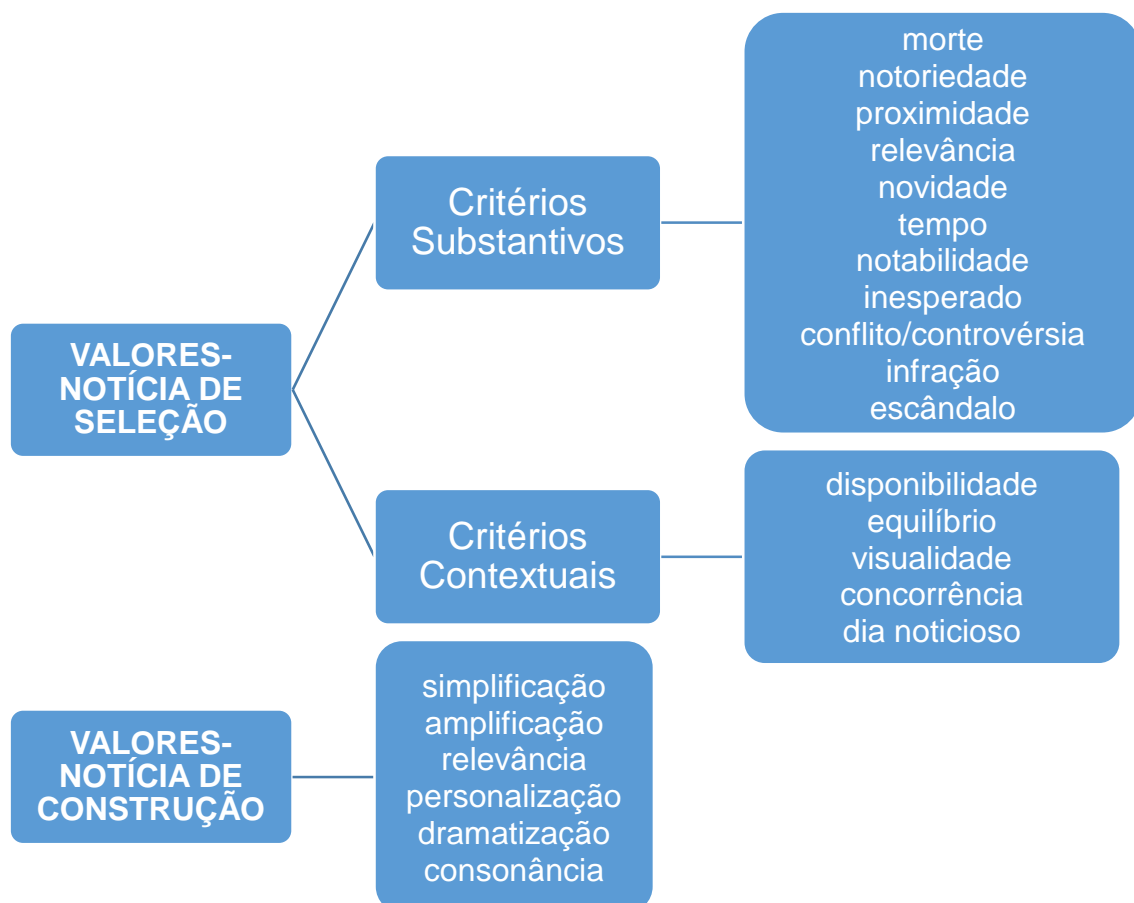 VALORES-
NOTÍCIA DE
SELEÇÃO
Critérios
Substantivos
morte
notoriedade
proximidade
relevância
novidade
tempo
notabilidade
inesperado
conflito/controvérsia
infração
escândalo
Critérios
Contextuais
disponibilidade
equilíbrio
visualidade
concorrência
dia noticioso
VALORES-
NOTÍCIA DE
CONSTRUÇÃO
simplificação
amplificação
relevância
personalização
dramatização
consonância